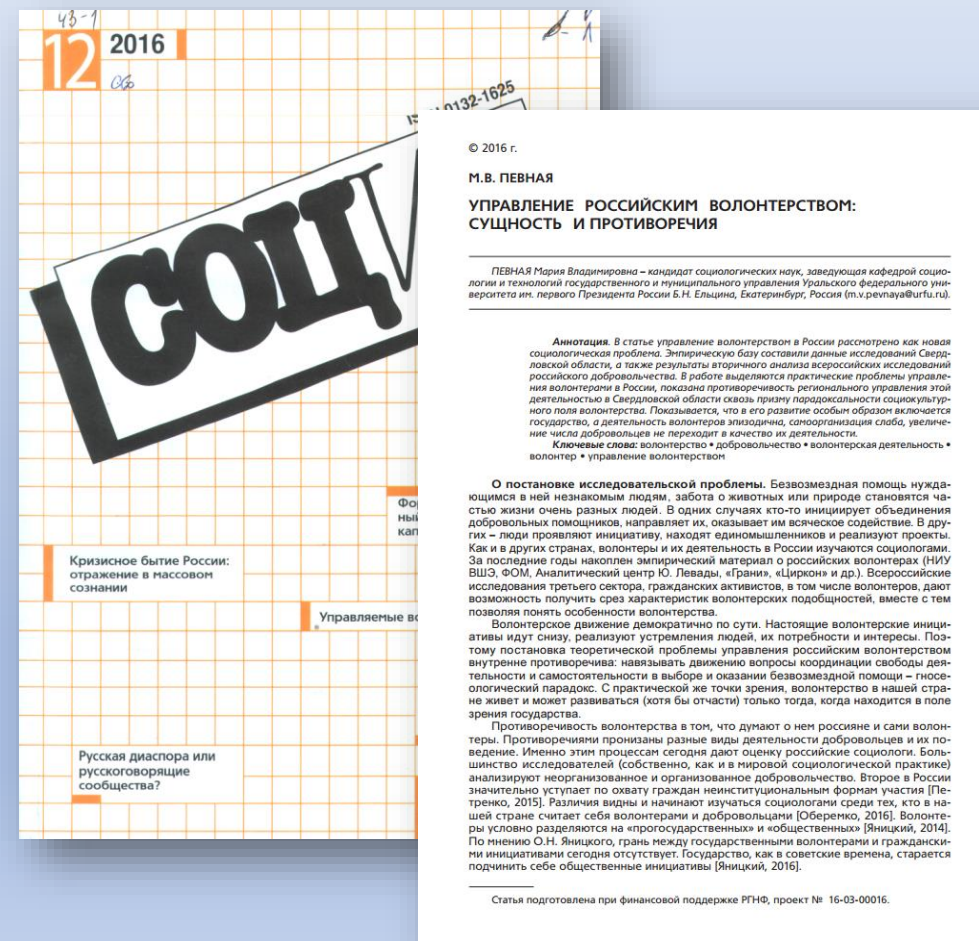 43-1
12
2016
0132-1625
СОЦ
Фор
ный
кап
Кризисное бытие России:
отражение в массовом
сознании
Управляемые во
Русская диаспора или
русскоговорящие
сообщества?
© 2016 г.
М.В. ПЕВНАЯ
УПРАВЛЕНИЕ РОССИЙСКИМ ВОЛОНТЕРСТВОМ:
СУЩНОСТЬ И ПРОТИВОРЕЧИЯ
ПЕВНАЯ Мария Владимировна – кандидат социологических наук, заведующая кафедрой социо-
логии и технологий государственного и муниципального управления Уральского федерального уни-
верситета им. первого Президента России Б.Н. Ельцина, Екатеринбург, Россия (m.v.pevnaya@urfu.ru).
Аннотация. В статье управление волонтерством в России рассмотрено как новая
социологическая проблема. Эмпирическую базу составили данные исследований Сверд-
ловской области, а также результаты вторичного анализа всероссийских исследований
российского добровольчества. В работе выделяются практические проблемы управле-
ния волонтерами в России, показана противоречивость регионального управления этой
деятельностью в Свердловской области сквозь призму парадоксальности социокультур-
ного поля волонтерства. Показывается, что в его развитие особым образом включается
государство, а деятельность волонтеров эпизодична, самоорганизация слаба, увеличе-
ние числа добровольцев не переходит в качество их деятельности.
Ключевые слова: волонтерство • добровольчество • волонтерская деятельность •
волонтер • управление волонтерством
О постановке исследовательской проблемы. Безвозмездная помощь нужда-
ющимся в ней незнакомым людям, забота о животных или природе становятся ча-
стью жизни очень разных людей. В одних случаях кто-то инициирует объединения
добровольных помощников, направляет их, оказывает им всяческое содействие. В дру-
гих – люди проявляют инициативу, находят единомышленников и реализуют проекты.
Как и в других странах, волонтеры и их деятельность в России изучаются социологами.
За последние годы накоплен эмпирический материал о российских волонтерах (НИУ
ВШЭ, ФОМ, Аналитический центр Ю. Левады, «Грани», «Циркон» и др.). Всероссийские
исследования третьего сектора, гражданских активистов, в том числе волонтеров, дают
возможность получить срез характеристик волонтерских подобщностей, вместе с тем
позволяя понять особенности волонтерства.
Волонтерское движение демократично по сути. Настоящие волонтерские иници-
ативы идут снизу, реализуют устремления людей, их потребности и интересы. Поэ-
тому постановка теоретической проблемы управления российским волонтерством
внутренне противоречива: навязывать движению вопросы координации свободы дея-
тельности и самостоятельности в выборе и оказании безвозмездной помощи – гносе-
ологический парадокс. С практической же точки зрения, волонтерство в нашей стра-
не живет и может развиваться (хотя бы отчасти) только тогда, когда находится в поле
зрения государства.
Противоречивость волонтерства в том, что думают о нем россияне и сами волон-
теры. Противоречиями пронизаны разные виды деятельности добровольцев и их по-
ведение. Именно этим процессам сегодня дают оценку российские социологи. Боль-
шинство исследователей (собственно, как и в мировой социологической практике)
анализируют неорганизованное и организованное добровольчество. Второе в России
значительно уступает по охвату граждан неинституциональным формам участия [Пе-
тренко, 2015]. Различия видны и начинают изучаться социологами среди тех, кто в на-
шей стране считает себя волонтерами и добровольцами [Оберемко, 2016]. Волонте-
ры условно разделяются на «прогосударственных» и «общественных» [Яницкий, 2014].
По мнению О.Н. Яницкого, грань между государственными волонтерами и граждански-
ми инициативами сегодня отсутствует. Государство, как в советские времена, старается
подчинить себе общественные инициативы [Яницкий, 2016].
Статья подготовлена при финансовой поддержке РГНФ, проект № 16-03-00016.